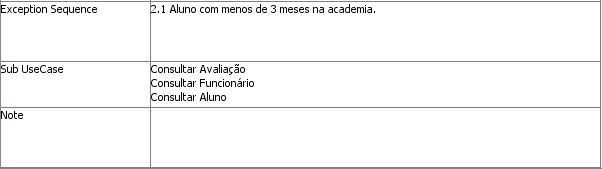 Exception Sequence 2.1 Aluno com menos de 3 meses na academia.
Sub UseCase Consultar Avaliação
Consultar Funcionário
Consultar Aluno
Note